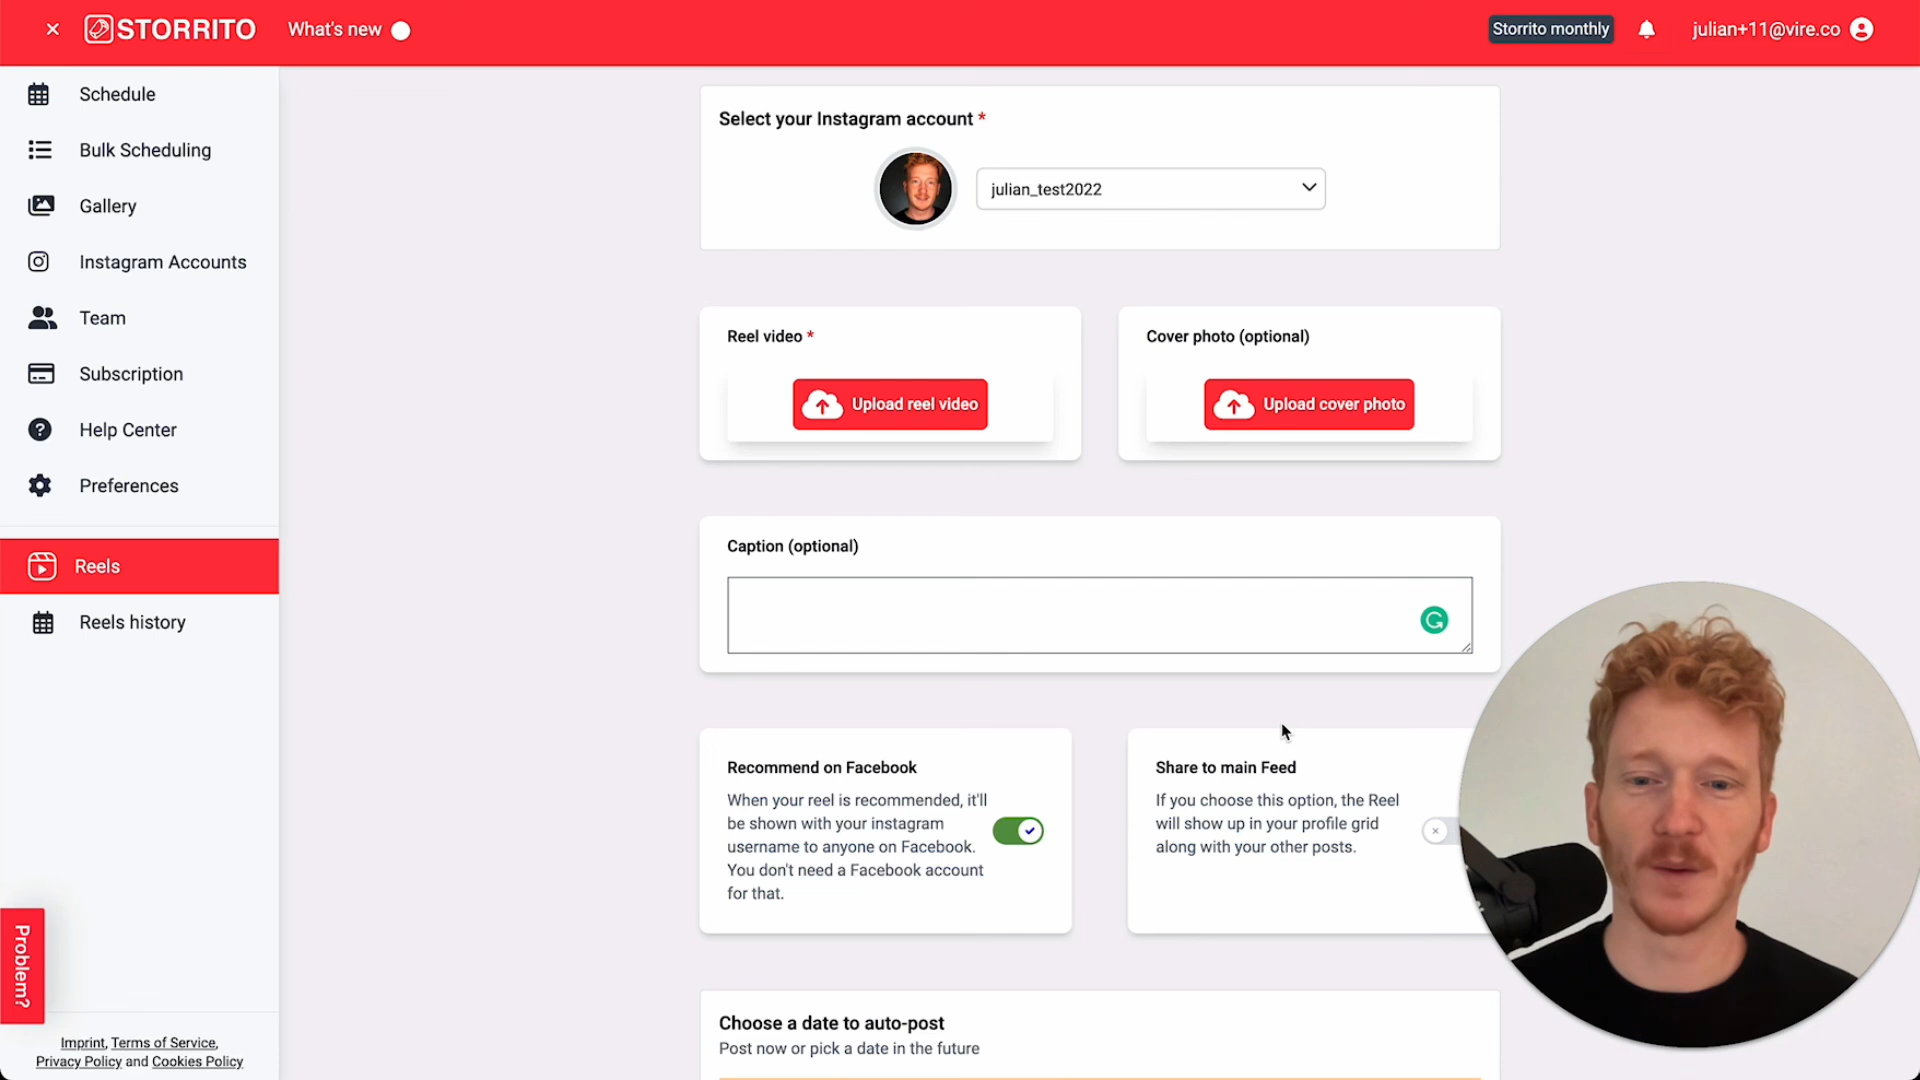 STORRITO
What's new
Storrito monthly
julian+11@vire.co
Schedule
Bulk Scheduling
Gallery
Instagram Accounts
Team
Subscription
Help Center
Preferences
Reels
Reels history
Problem?
Imprint, Terms of Service,
Privacy Policy and Cookies Policy
Select your Instagram account *
julian_test2022
Reel video *
Upload reel video
Cover photo (optional)
Upload cover photo
Caption (optional)
Recommend on Facebook
When your reel is recommended, it'll
be shown with your instagram
username to anyone on Facebook.
You don't need a Facebook account
for that.
Share to main Feed
If you choose this option, the Reel
will show up in your profile grid
along with your other posts.
Choose a date to auto-post
Post now or pick a date in the future